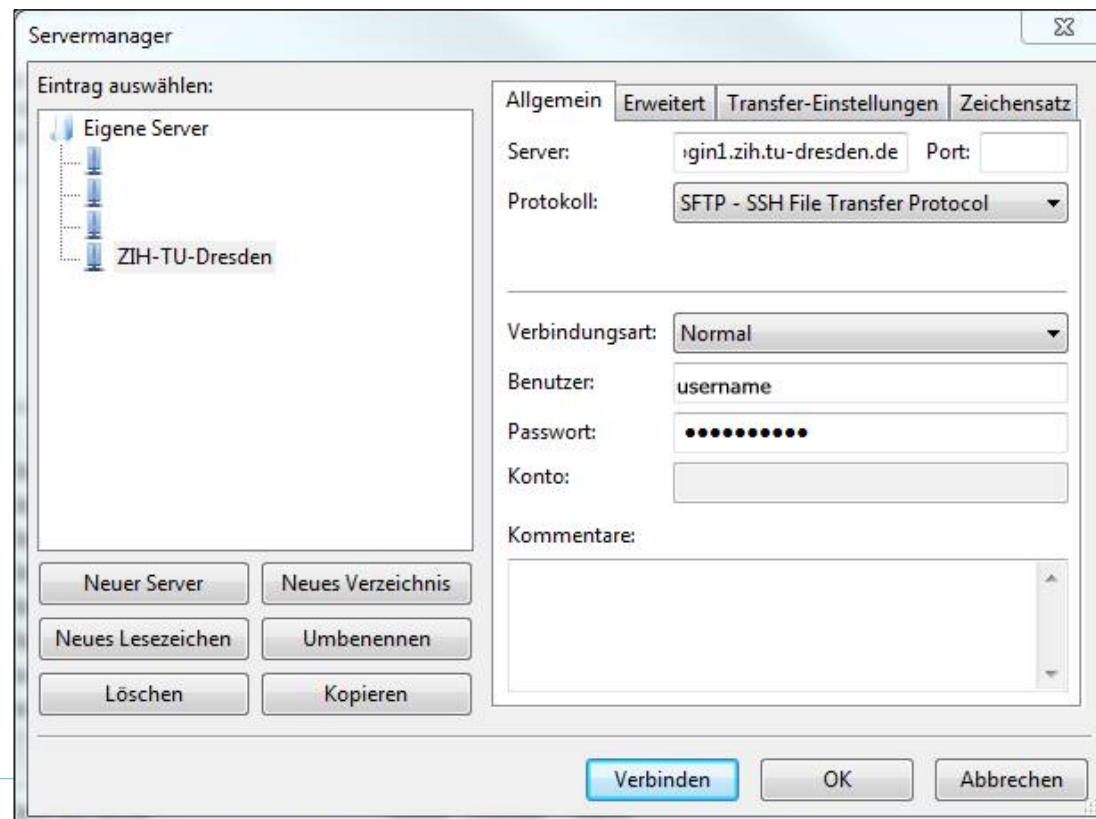 Servermanager
Eintrag auswählen:
Eigene Server
ZIH-TU-Dresden
Neuer Server Neues Verzeichnis
Neues Lesezeichen Umbenennen
Löschen Kopieren
Allgemein Erweitert Transfer-Einstellungen Zeichensatz
Server: ogin1.zih.tu-dresden.de Port:
Protokoll: SFTP - SSH File Transfer Protocol
Verbindungsart: Normal
Benutzer: username
Passwort: ••••••••••
Konto:
Kommentare:
Verbinden OK Abbrechen